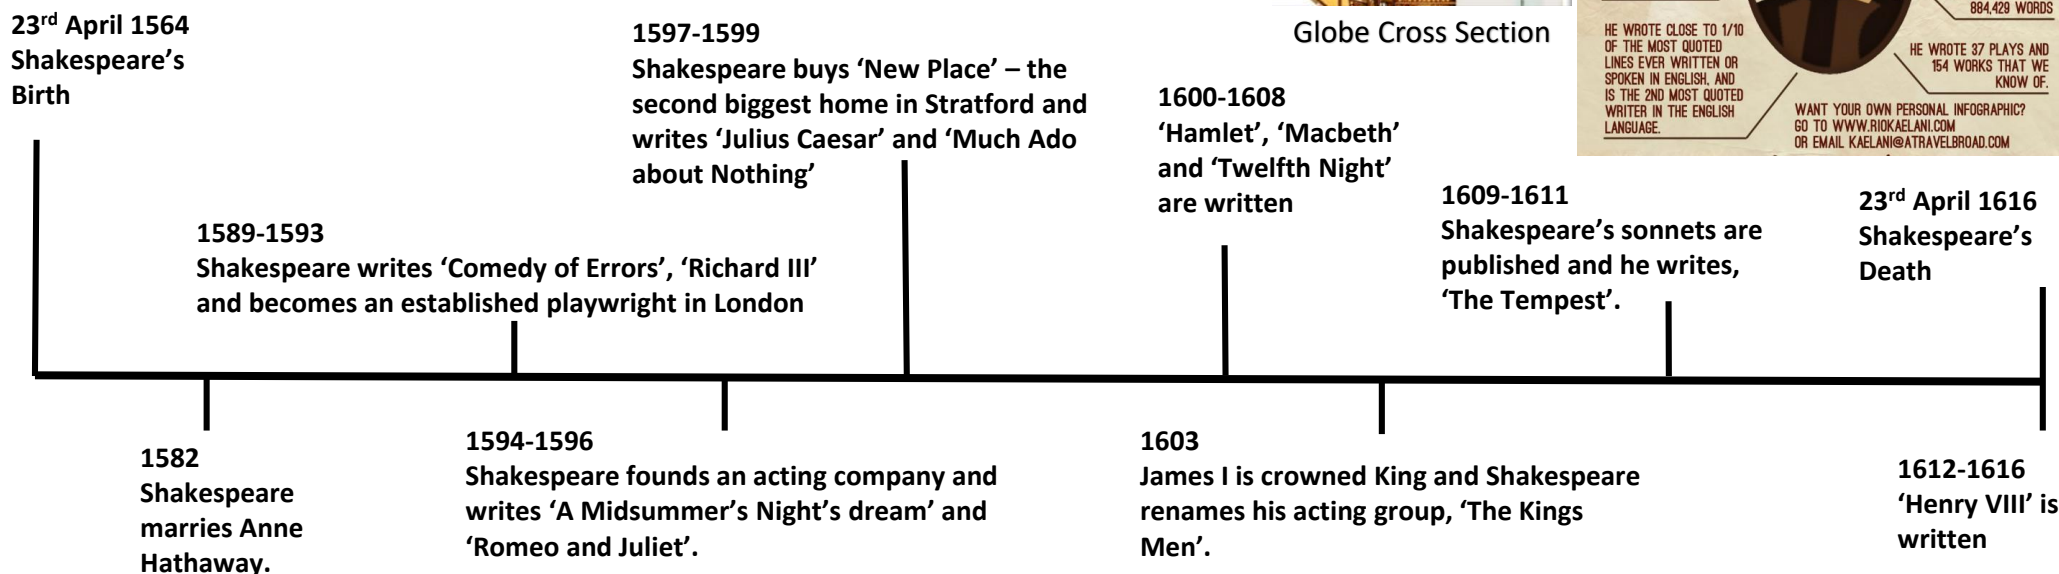 23rd April 1564
Shakespeare's
Birth
1597-1599
Shakespeare buys 'New Place' – the
second biggest home in Stratford and
writes 'Julius Caesar' and 'Much Ado
about Nothing'
Globe Cross Section
884,429 WORDS
HE WROTE CLOSE TO 1/10
OF THE MOST QUOTED
LINES EVER WRITTEN OR
SPOKEN IN ENGLISH, AND
IS THE 2ND MOST QUOTED
WRITER IN THE ENGLISH
LANGUAGE.
HE WROTE 37 PLAYS AND
154 WORKS THAT WE
KNOW OF.
WANT YOUR OWN PERSONAL INFOGRAPHIC?
GO TO WWW.RIOKAELANI.COM
OR EMAIL KAELANI@ATRAVELBROAD.COM
1600-1608
'Hamlet', 'Macbeth'
and 'Twelfth Night'
are written
1589-1593
Shakespeare writes 'Comedy of Errors', 'Richard III'
and becomes an established playwright in London
1609-1611
Shakespeare's sonnets are
published and he writes,
'The Tempest'.
23rd April 1616
Shakespeare's
Death
1582
Shakespeare
marries Anne
Hathaway.
1594-1596
Shakespeare founds an acting company and
writes 'A Midsummer's Night's dream' and
'Romeo and Juliet'.
1603
James I is crowned King and Shakespeare
renames his acting group, 'The Kings
Men'.
1612-1616
'Henry VIII' is
written